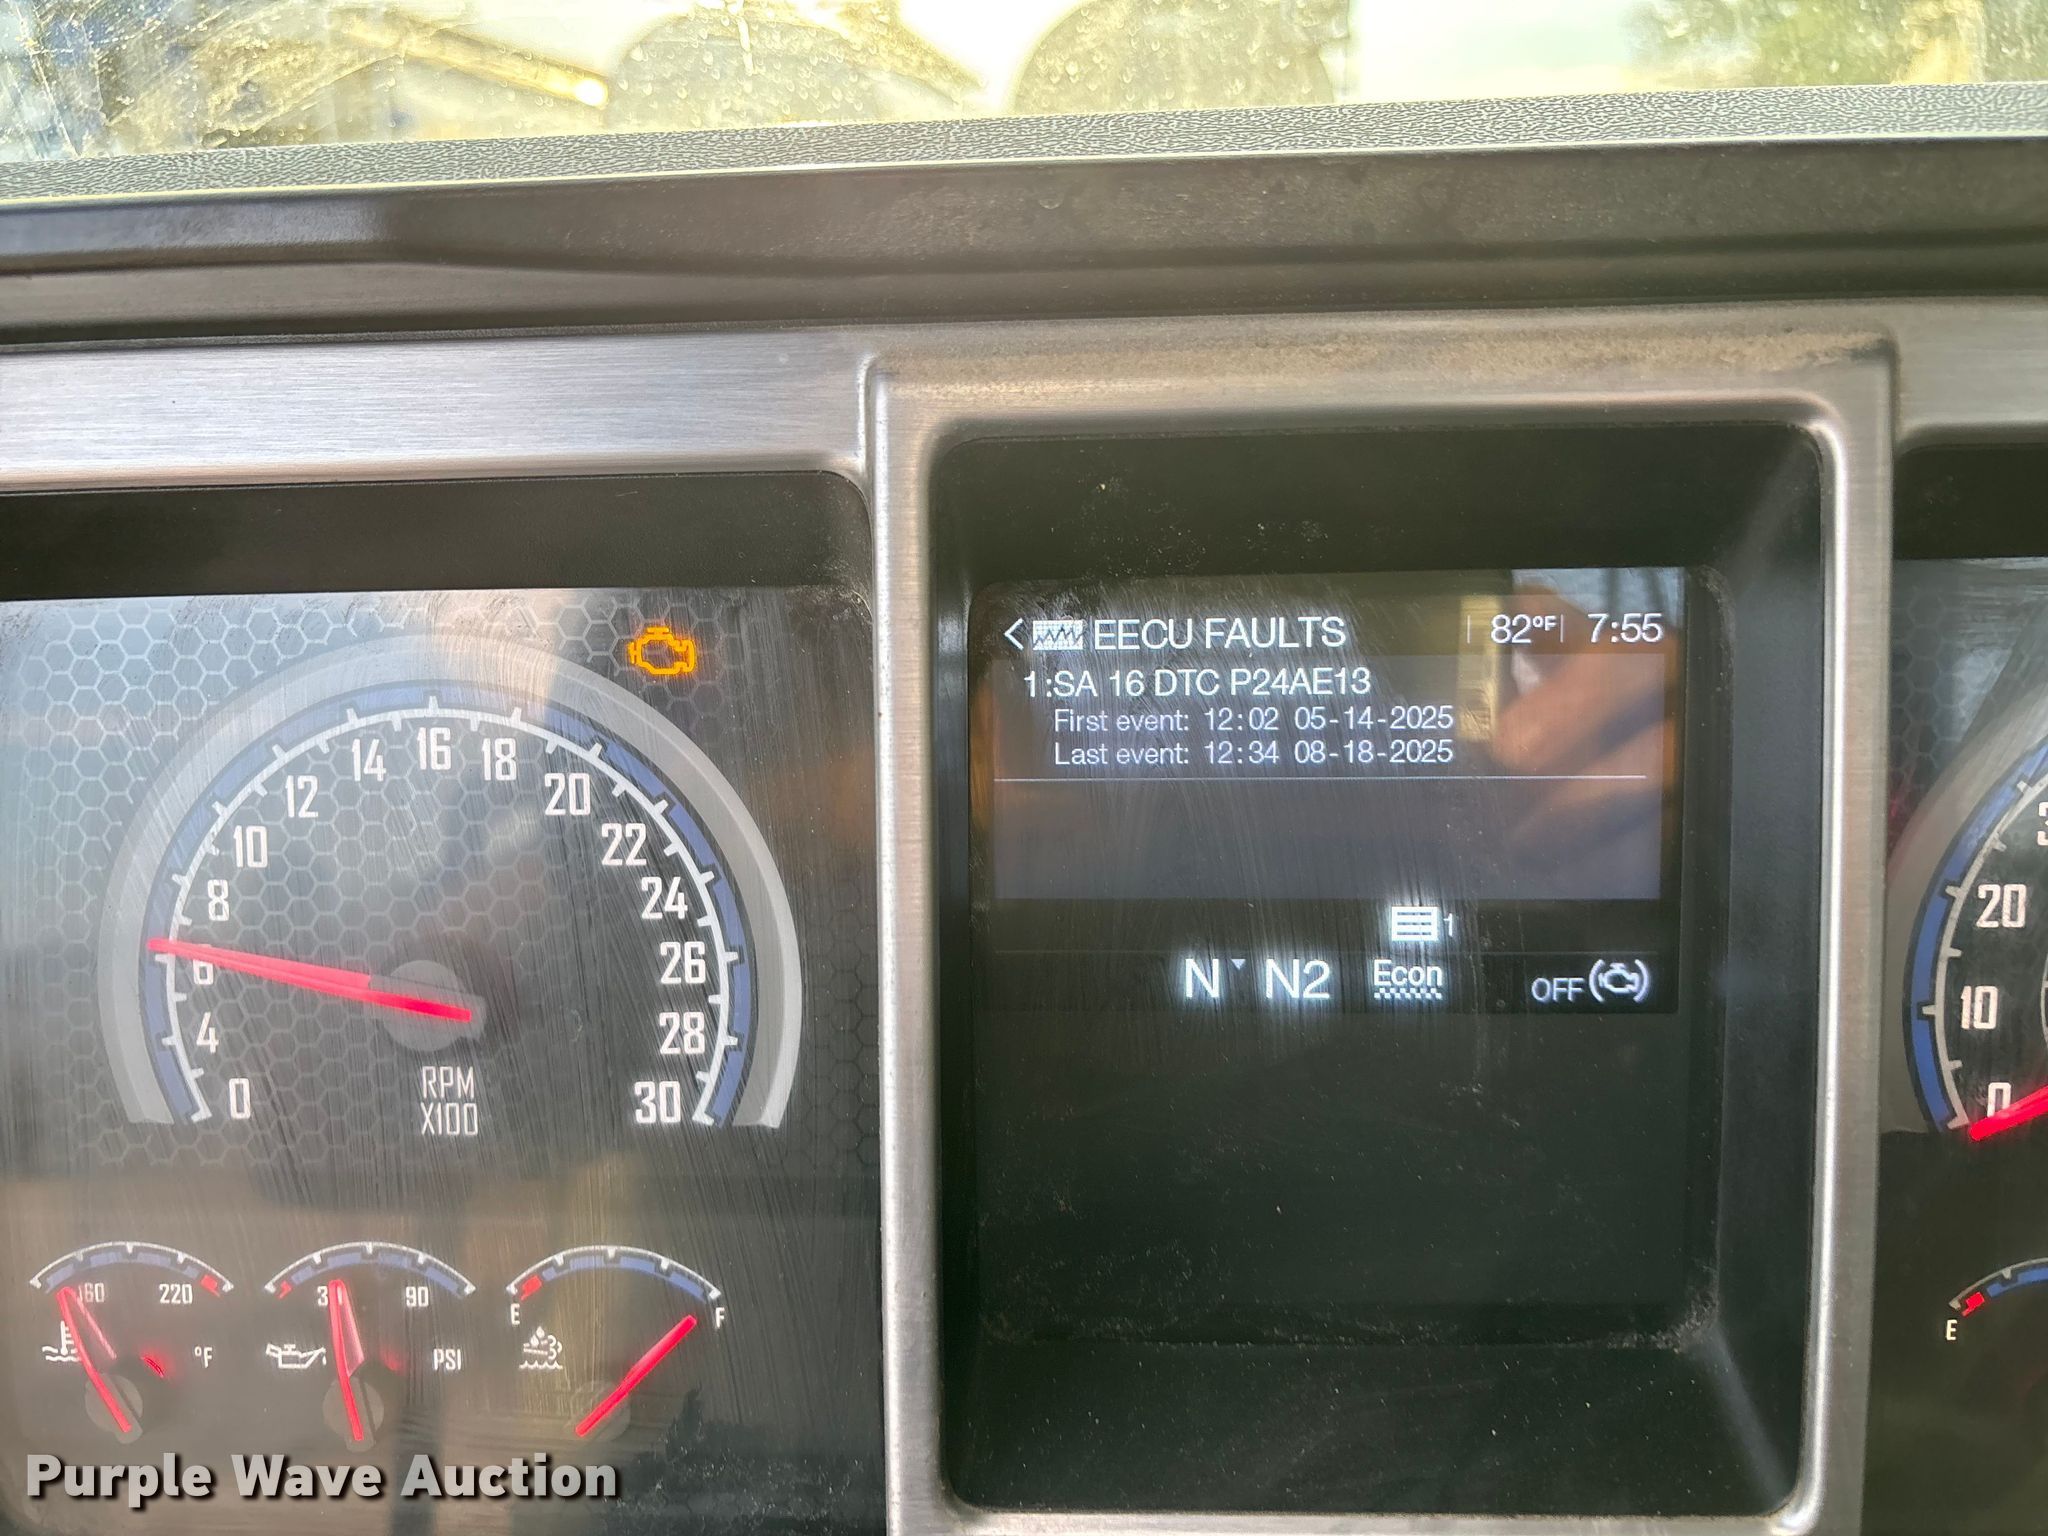 EECU FAULTS 82°F 7:55
1:SA 16 DTC P24AE13
First event: 12:02 05-14-2025
Last event: 12:34 08-18-2025
1
N N2 Econ OFF
0 4 6 8 10 12 14 16 18 20 22 24 26 28 30
RPM
X100
160 220
°F
90
PSI
E F
20
10
0
E
Purple Wave Auction